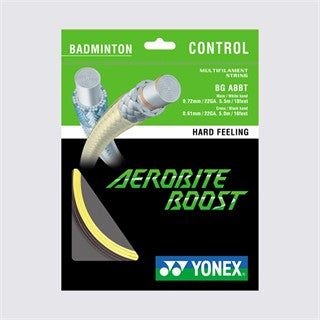 BADMINTON
CONTROL
MULTIFILAMENT
STRING
BG ABBT
Main / White band
0.72mm/22GA. 5.5m/18feet
Cross / Black band
0.61mm/22GA. 5.0m/16feet
HARD FEELING
AEROBITE
BOOST
YONEX